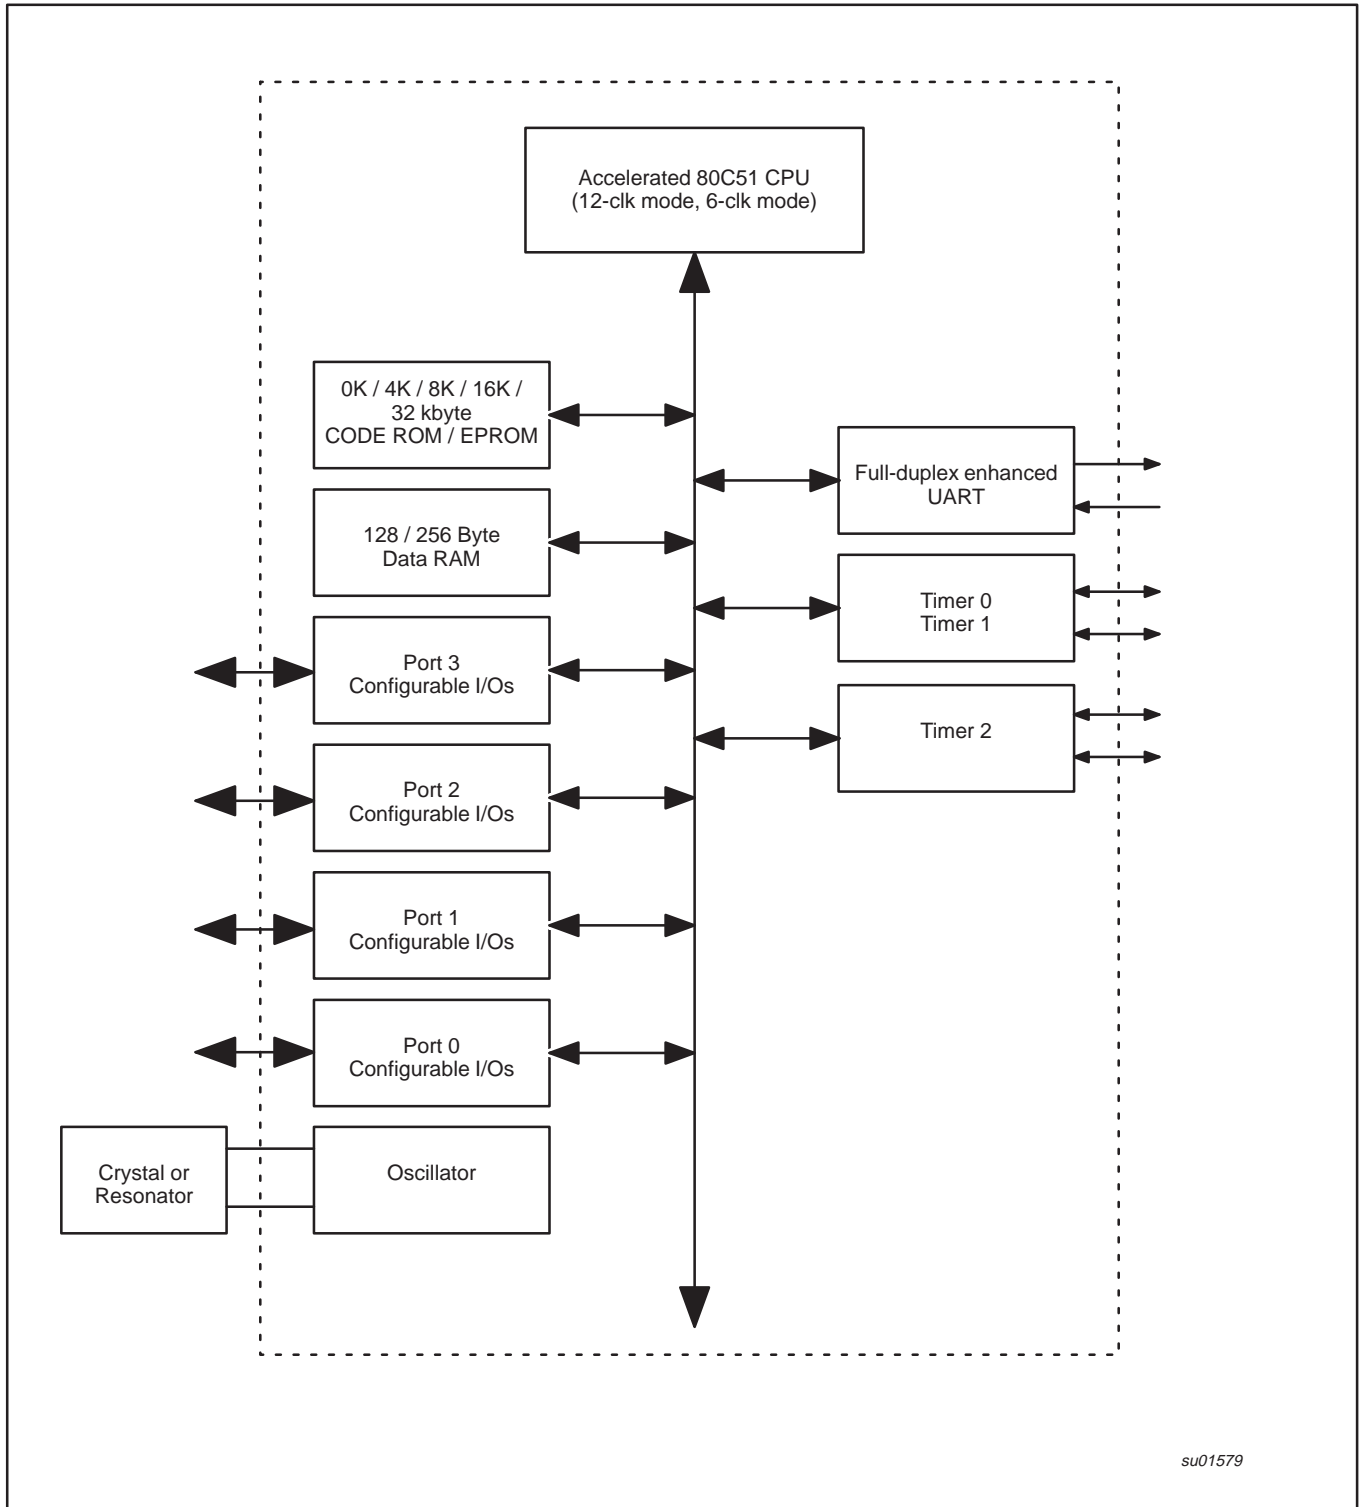 Accelerated 80C51 CPU
(12-clk mode, 6-clk mode)
0K / 4K / 8K / 16K /
32 kbyte
CODE ROM / EPROM
Full-duplex enhanced
UART
128 / 256 Byte
Data RAM
Timer 0
Timer 1
Port 3
Configurable I/Os
Timer 2
Port 2
Configurable I/Os
Port 1
Configurable I/Os
Port 0
Configurable I/Os
Crystal or
Resonator
Oscillator
su01579